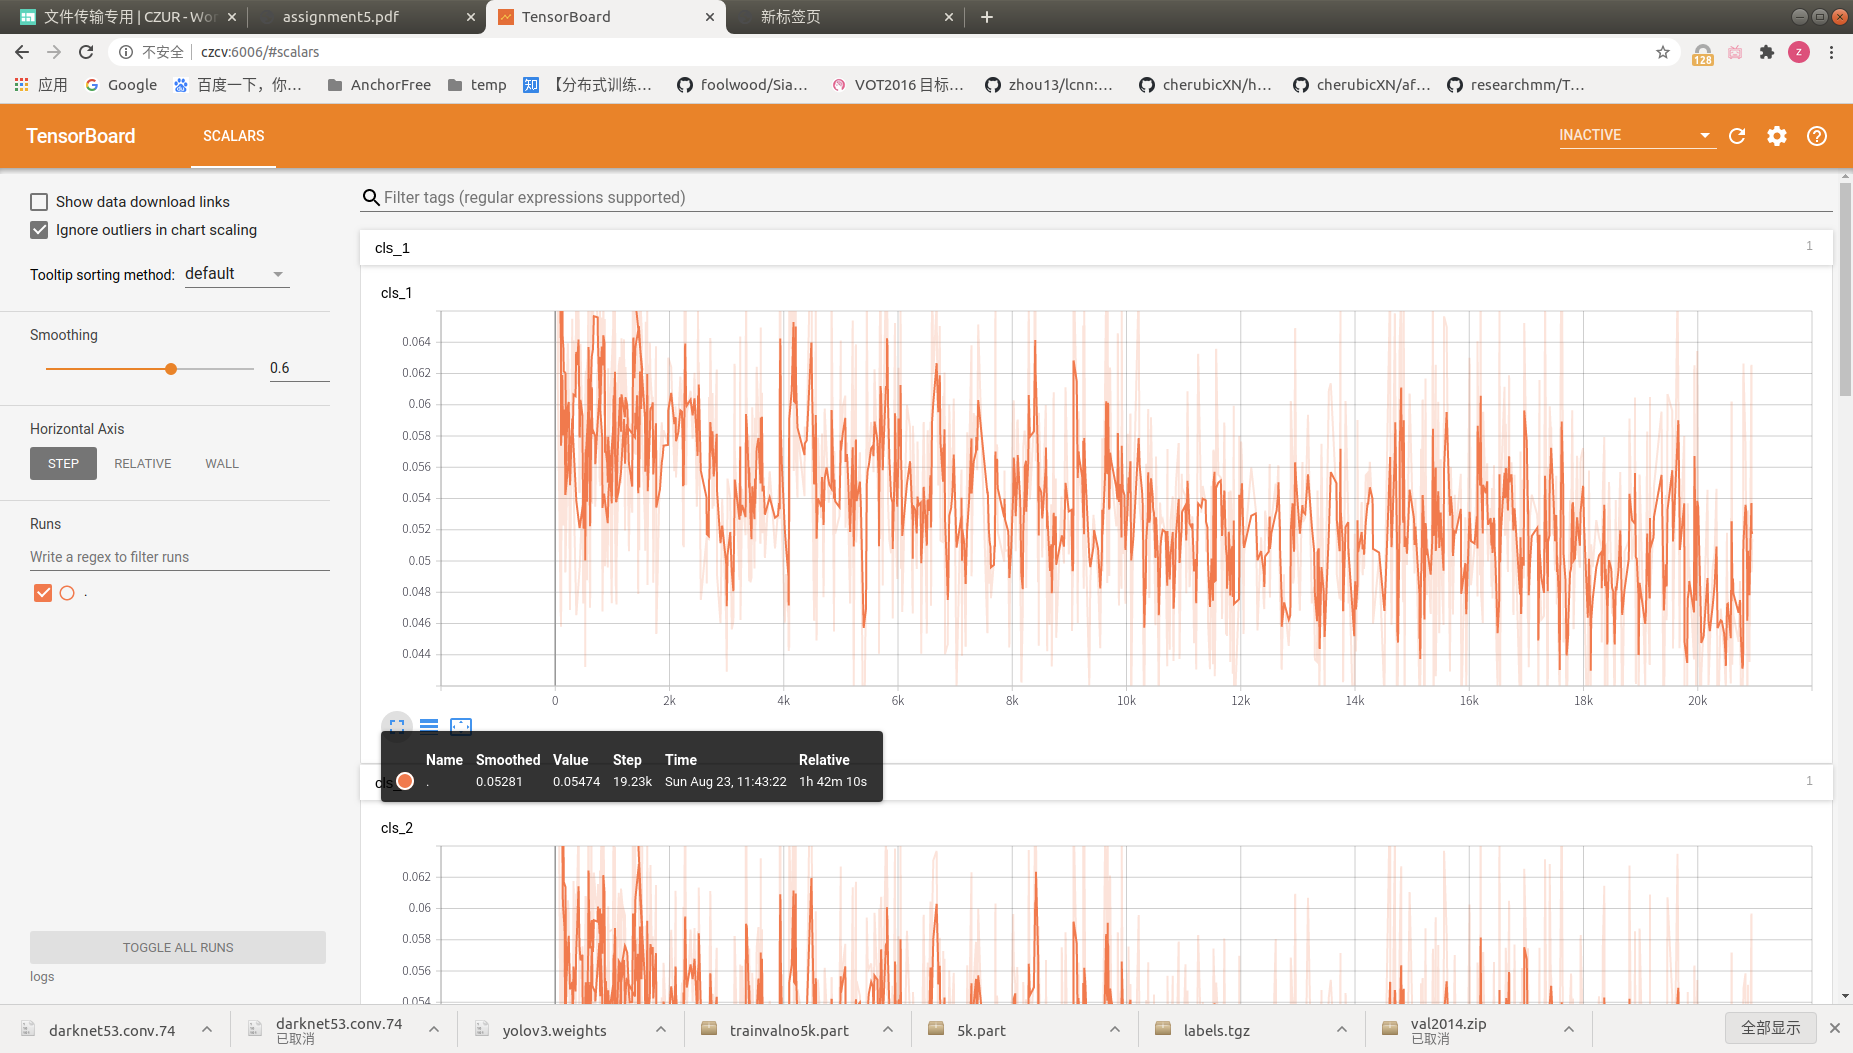 文件传输专用 | CZUR - Wor
assignment5.pdf
TensorBoard
新标签页
不安全
czcv:6006/#scalars
128
z
应用
Google
百度一下，你...
AnchorFree
temp
知
【分布式训练...
foolwood/Sia...
VOT2016 目标...
zhou13/lcnn:...
cherubicXN/h...
cherubicXN/af...
researchmm/T...
TensorBoard
SCALARS
INACTIVE
Show data download links
Ignore outliers in chart scaling
Tooltip sorting method: default
Smoothing
0.6
Horizontal Axis
STEP RELATIVE WALL
Runs
Write a regex to filter runs
.
TOGGLE ALL RUNS
logs
Filter tags (regular expressions supported)
cls_1
1
cls_1
0.064
0.062
0.06
0.058
0.056
0.054
0.052
0.05
0.048
0.046
0.044
0 2k 4k 6k 8k 10k 12k 14k 16k 18k 20k
Name Smoothed Value Step Time Relative
. 0.05281 0.05474 19.23k Sun Aug 23, 11:43:22 1h 42m 10s
1
cls_2
0.062
0.06
0.058
0.056
0.054
darknet53.conv.74
darknet53.conv.74
已取消
yolov3.weights
trainvalno5k.part
5k.part
labels.tgz
val2014.zip
已取消
全部显示